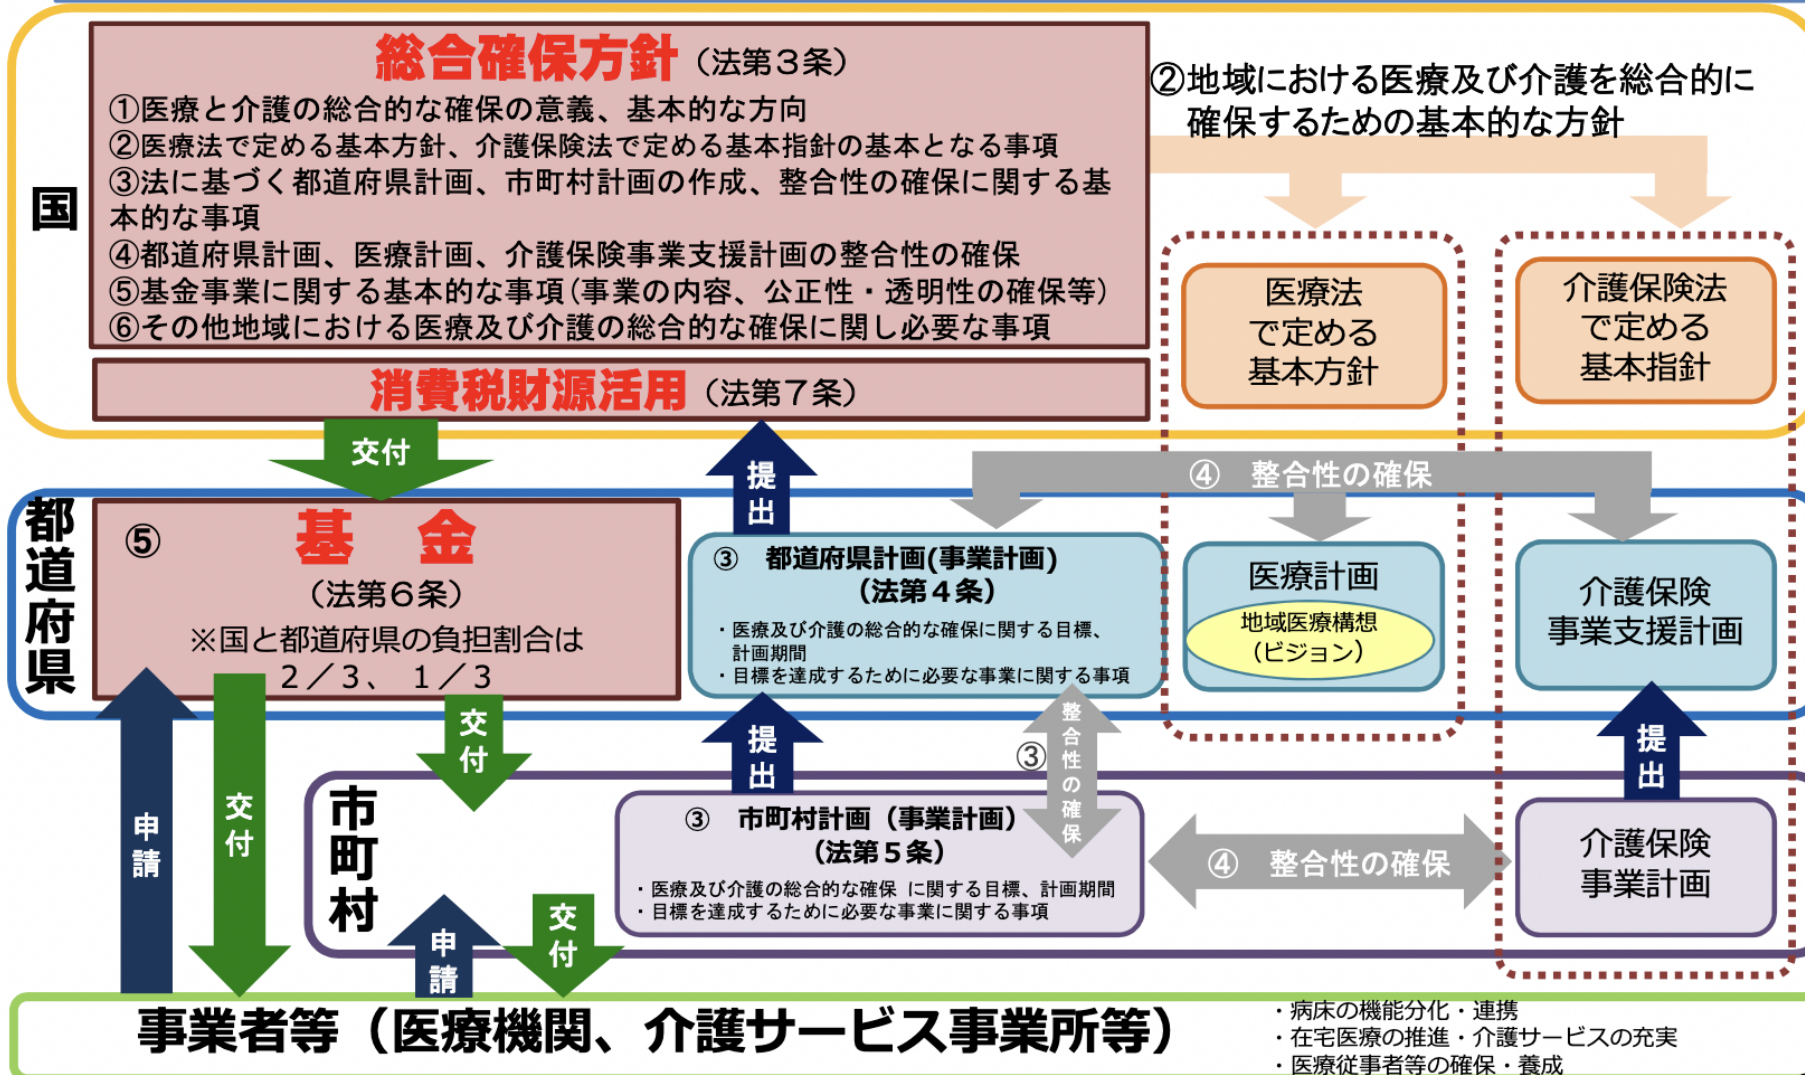 国
総合確保方針（法第３条）
①医療と介護の総合的な確保の意義、基本的な方向
②医療法で定める基本方針、介護保険法で定める基本指針の基本となる事項
③法に基づく都道府県計画、市町村計画の作成、整合性の確保に関する基
本的な事項
④都道府県計画、医療計画、介護保険事業支援計画の整合性の確保
⑤基金事業に関する基本的な事項(事業の内容、公正性・透明性の確保等)
⑥その他地域における医療及び介護の総合的な確保に関し必要な事項
消費税財源活用（法第７条）
②地域における医療及び介護を総合的に
確保するための基本的な方針
医療法
で定める
基本方針
介護保険法
で定める
基本指針
交付
提出
④　整合性の確保
都道府県
⑤　基　金
（法第６条）
※国と都道府県の負担割合は
２／３、　１／３
③　都道府県計画(事業計画)
（法第４条）
・医療及び介護の総合的な確保に関する目標、
計画期間
・目標を達成するために必要な事業に関する事項
医療計画
地域医療構想
（ビジョン）
介護保険
事業支援計画
申請
交付
交付
提出
③
整合性の確保
提出
市町村
③　市町村計画（事業計画）
（法第５条）
・医療及び介護の総合的な確保 に関する目標、計画期間
・目標を達成するために必要な事業に関する事項
④　整合性の確保
介護保険
事業計画
申請
交付
事業者等（医療機関、介護サービス事業所等）
・病床の機能分化・連携
・在宅医療の推進・介護サービスの充実
・医療従事者等の確保・養成